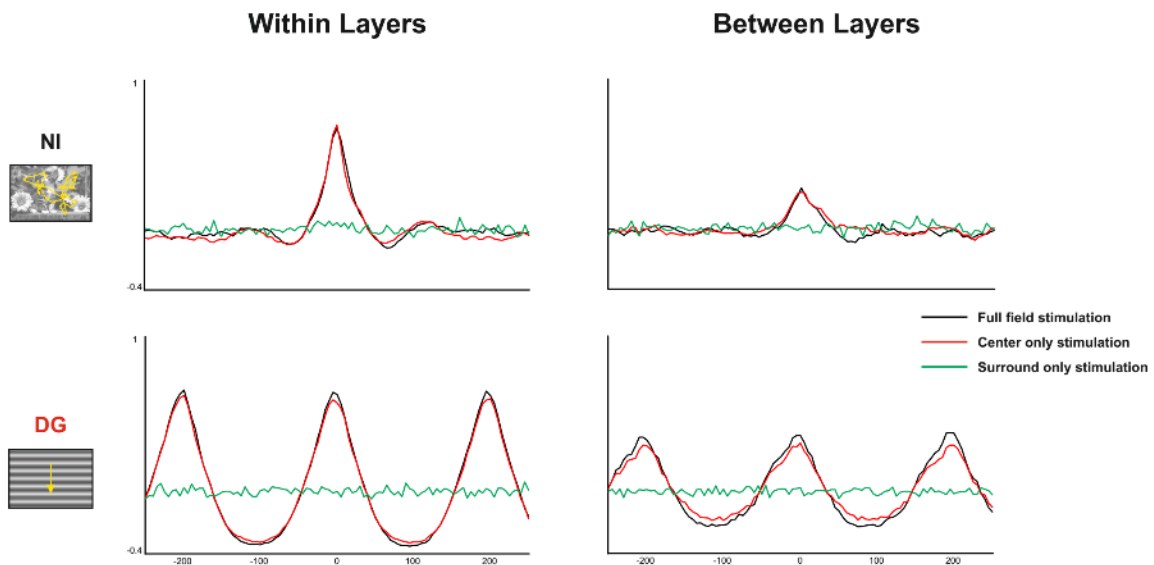 Within Layers
Between Layers
1
NI
-0.4
Full field stimulation
Center only stimulation
Surround only stimulation
1
DG
-0.4
-200 -100 0 100 200
-200 -100 0 100 200